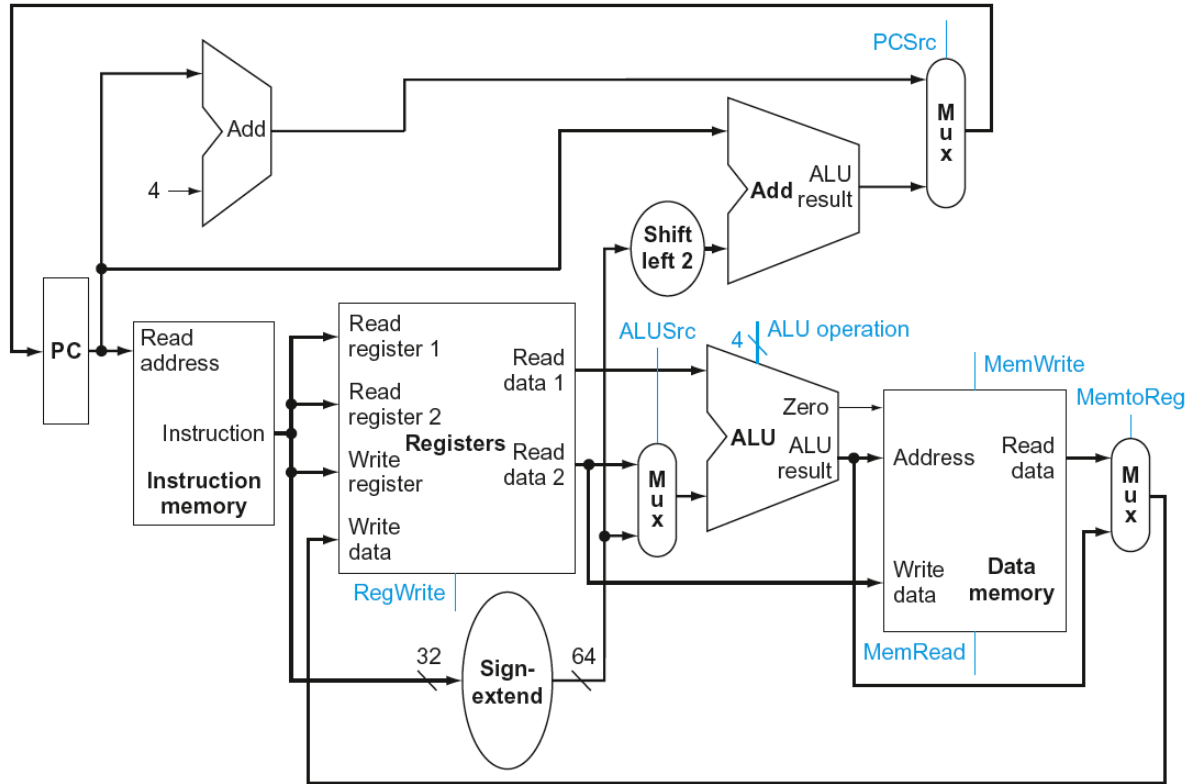 PCSrc
M
u
x
Add
4
Add
ALU
result
Shift
left 2
PC
Read
address
Instruction
Instruction
memory
Read
register 1
Read
register 2
Write
register
Write
data
Registers
Read
data 1
Read
data 2
RegWrite
ALUSrc
M
u
x
4
ALU operation
Zero
ALU
ALU
result
MemWrite
Address
Read
data
Write
data
Data
memory
MemRead
MemtoReg
M
u
x
32
Sign-
extend
64